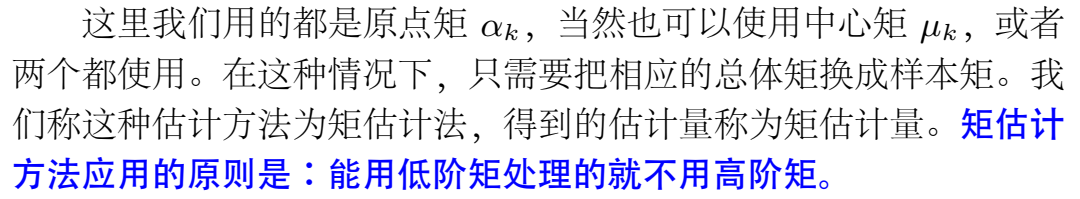 这里我们用的都是原点矩 αk，当然也可以使用中心矩 μk，或者
两个都使用。在这种情况下，只需要把相应的总体矩换成样本矩。我
们称这种估计方法为矩估计法，得到的估计量称为矩估计量。矩估计
方法应用的原则是：能用低阶矩处理的就不用高阶矩。